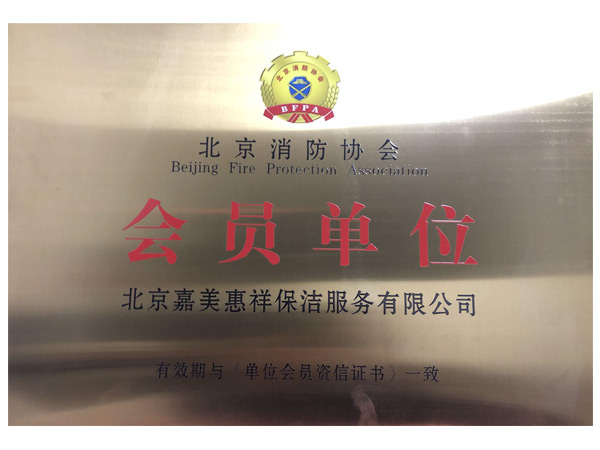 北京消防协会
BFPA
北京消防协会
Beijing Fire Protection Association
会员单位
北京嘉美惠祥保洁服务有限公司
有效期与《单位会员资信证书》一致